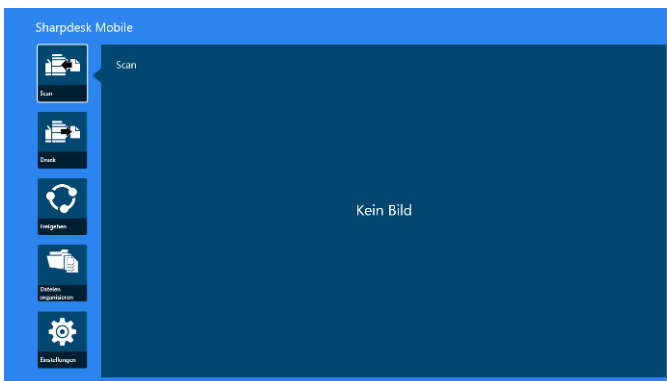 Sharpdesk Mobile
Scan
Scan
Druck
Kein Bild
Freigeben
Dateien
organisieren
Einstellungen